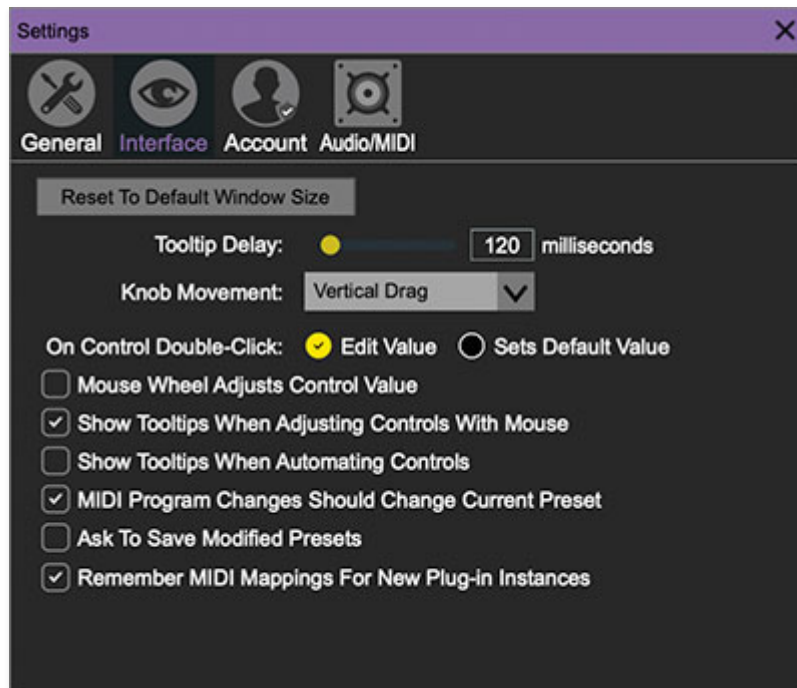 Settings
General Interface Account Audio/MIDI
Reset To Default Window Size
Tooltip Delay: 120 milliseconds
Knob Movement: Vertical Drag
On Control Double-Click: Edit Value Sets Default Value
Mouse Wheel Adjusts Control Value
Show Tooltips When Adjusting Controls With Mouse
Show Tooltips When Automating Controls
MIDI Program Changes Should Change Current Preset
Ask To Save Modified Presets
Remember MIDI Mappings For New Plug-in Instances